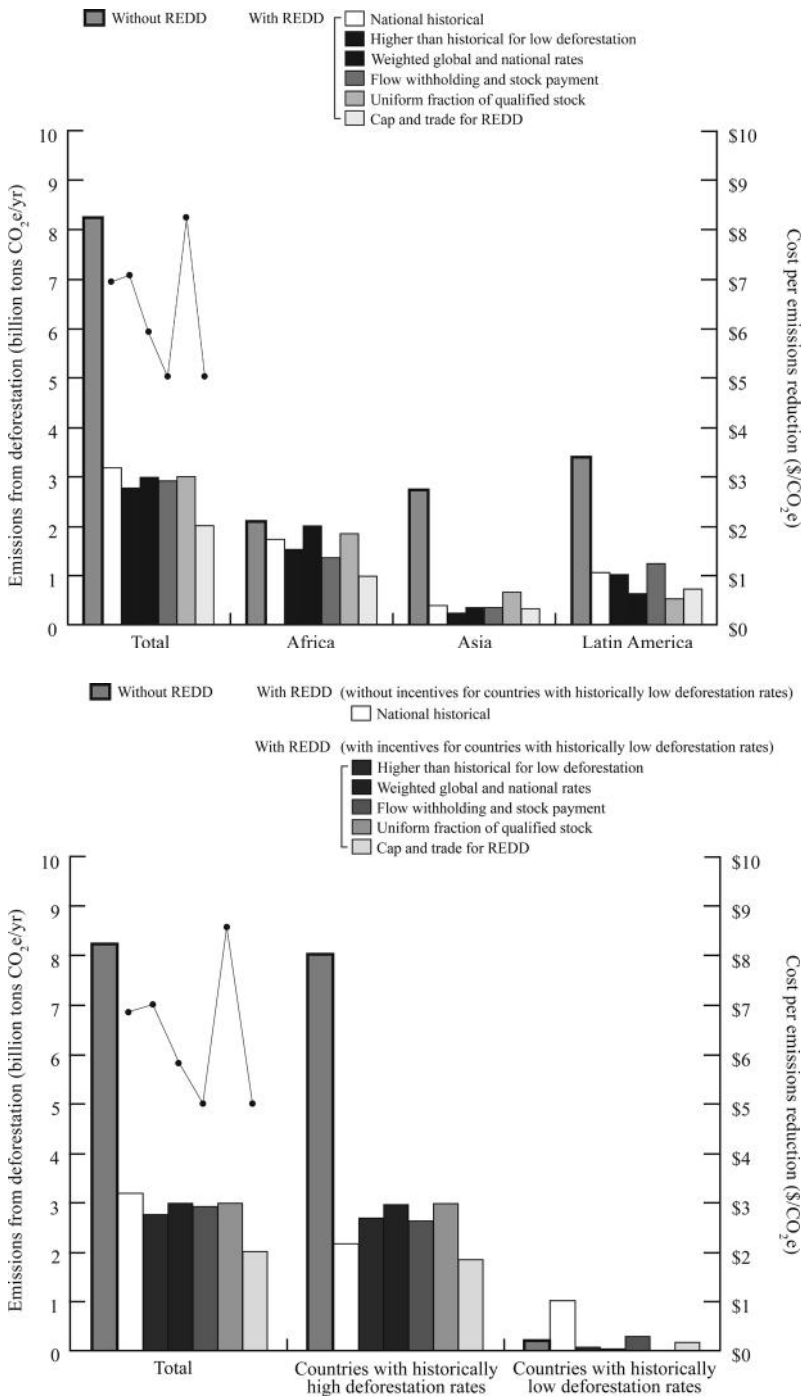 Without REDD With REDD National historical
Higher than historical for low deforestation
Weighted global and national rates
Flow withholding and stock payment
Uniform fraction of qualified stock
Cap and trade for REDD
Emissions from deforestation (billion tons CO₂e/yr)
10
9
8
7
6
5
4
3
2
1
0
$10
$9
$8
$7
$6
$5
$4
$3
$2
$1
$0
Cost per emissions reduction ($/CO₂e)
Total Africa Asia Latin America
Without REDD With REDD (without incentives for countries with historically low deforestation rates)
National historical
With REDD (with incentives for countries with historically low deforestation rates)
Higher than historical for low deforestation
Weighted global and national rates
Flow withholding and stock payment
Uniform fraction of qualified stock
Cap and trade for REDD
Emissions from deforestation (billion tons CO₂e/yr)
10
9
8
7
6
5
4
3
2
1
0
$10
$9
$8
$7
$6
$5
$4
$3
$2
$1
$0
Cost per emissions reduction ($/CO₂e)
Total Countries with historically Countries with historically
high deforestation rates low deforestation rates